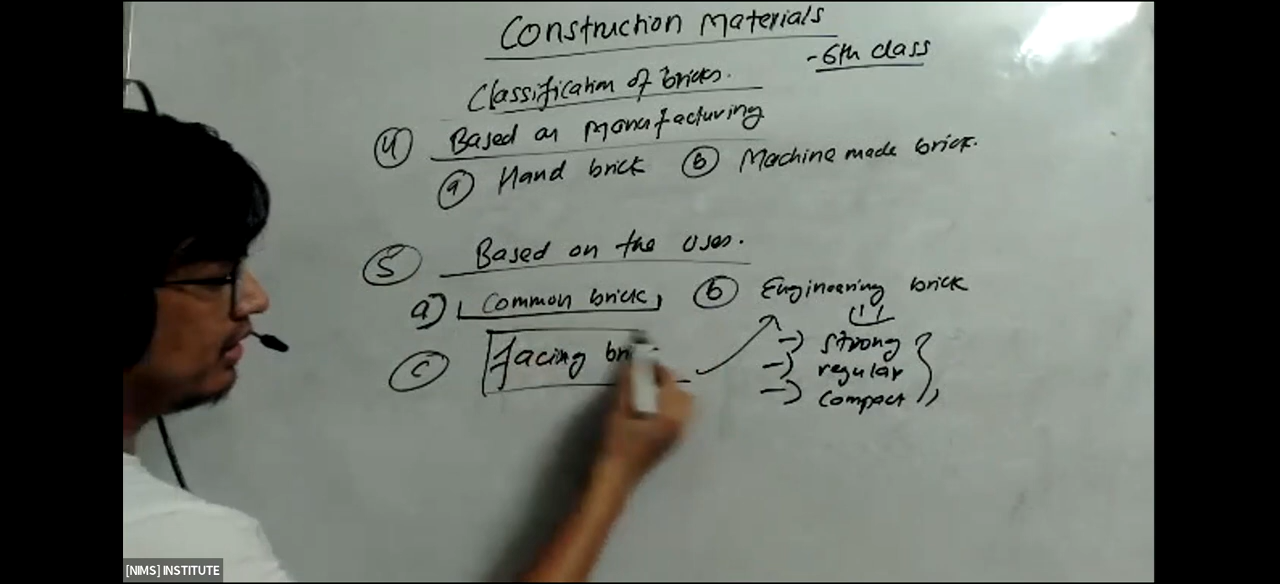 Construction Materials
- 6th class
Classification of bricks.
4 Based on Manufacturing
a Hand brick b Machine made brick.
5 Based on the uses.
a) Common brick, b Engineering brick
c facing
→ strong
→ regular
→ compact
[NIMS] INSTITUTE